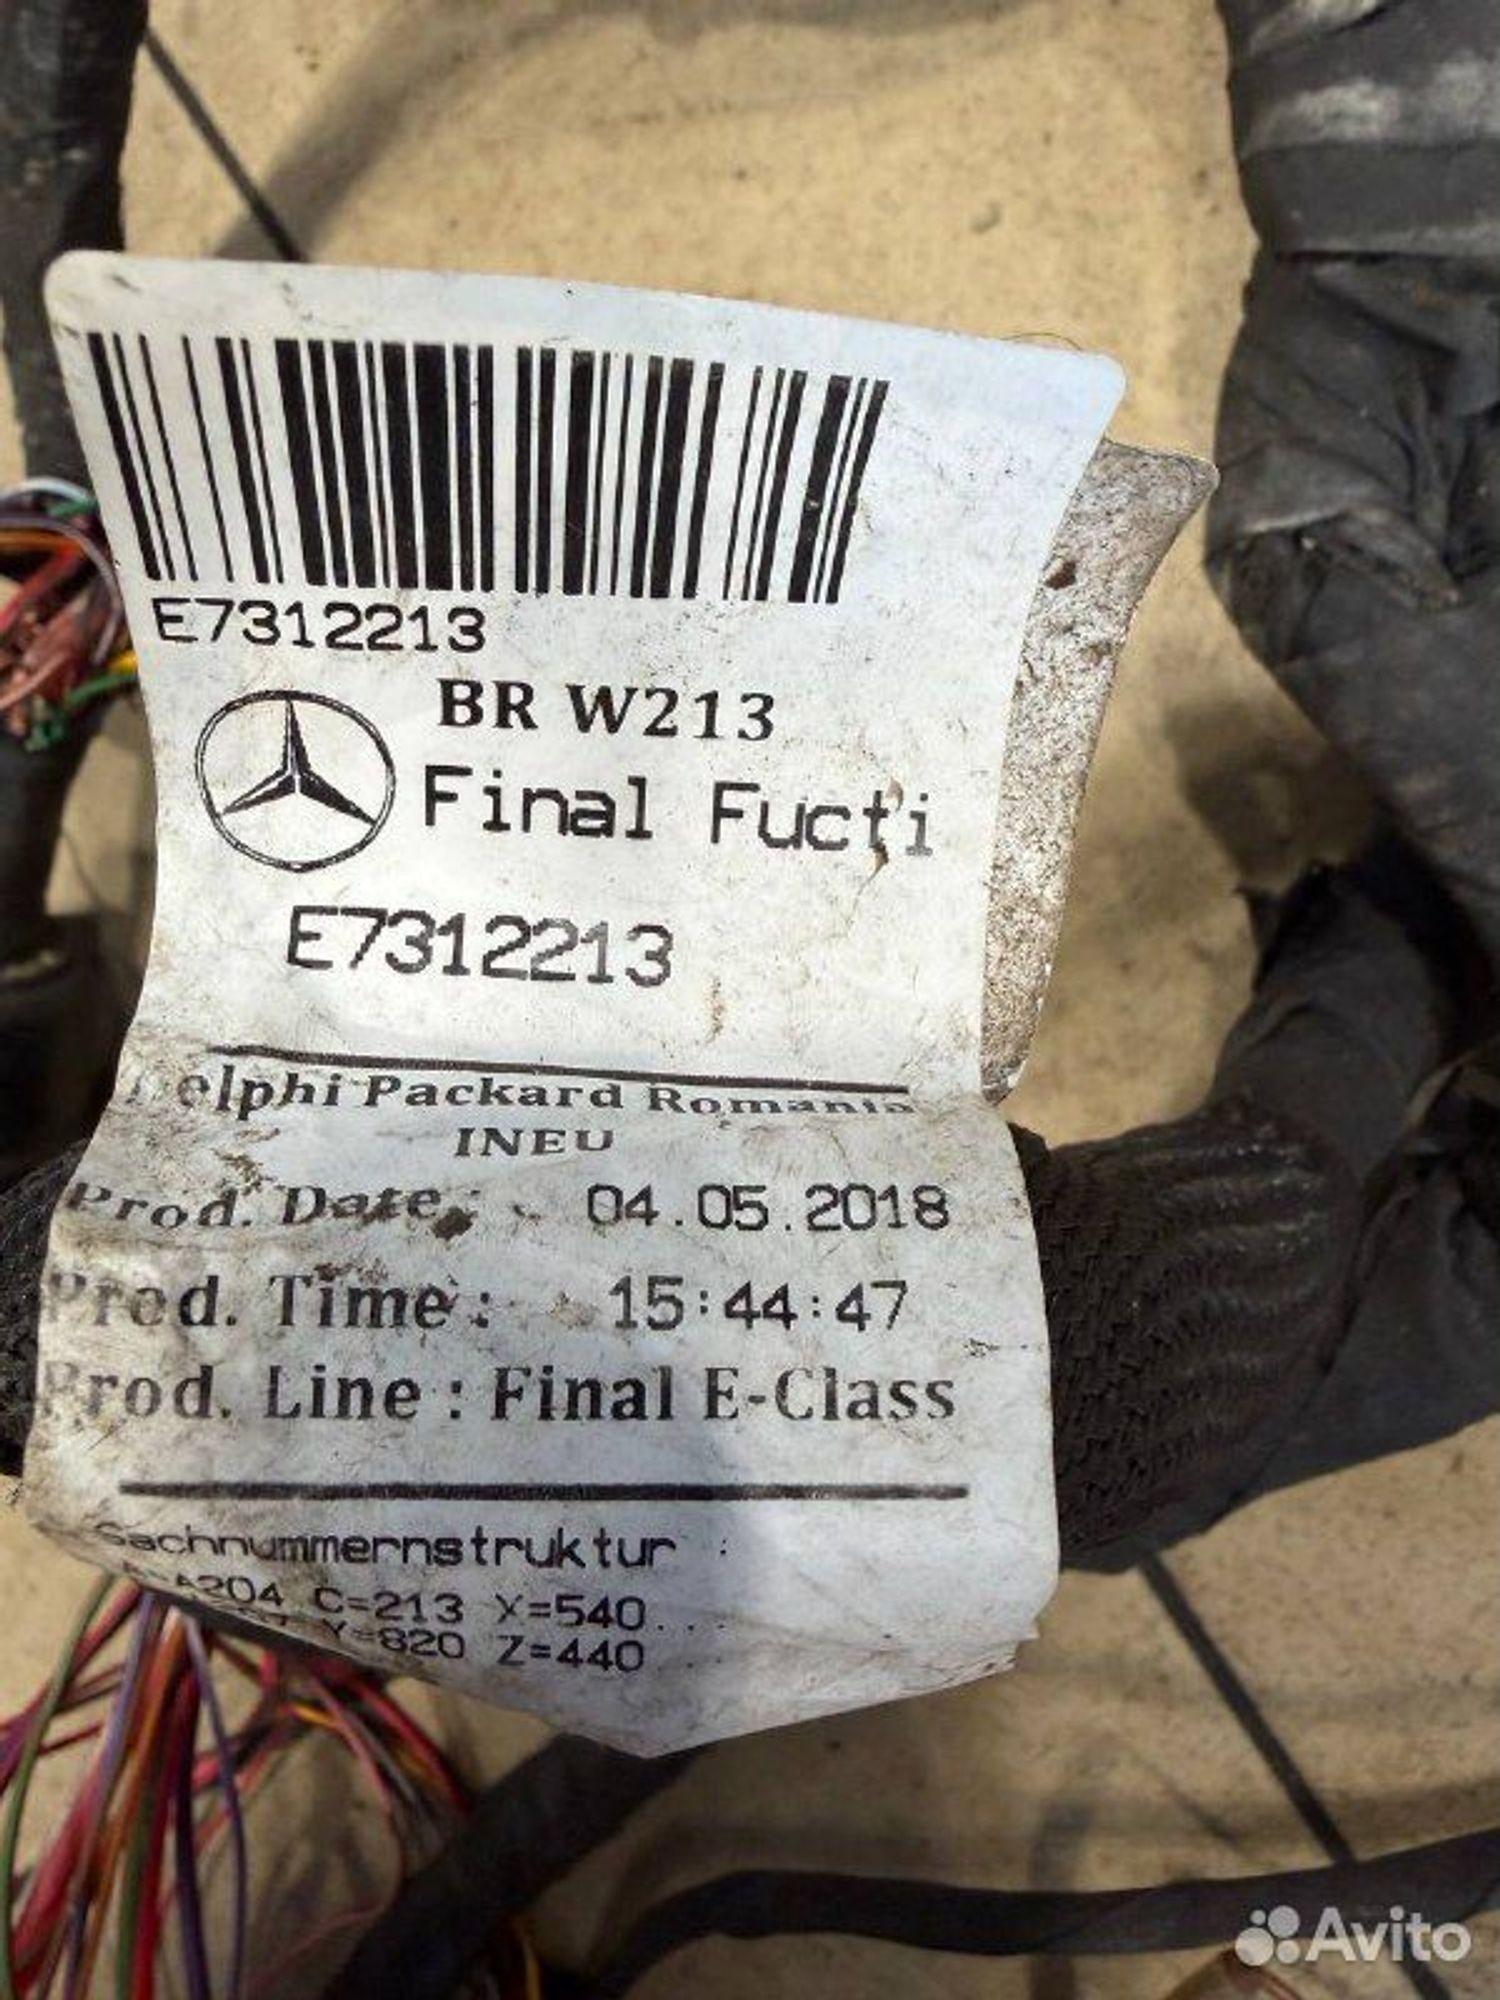 E7312213
BR W213
Final Fucti
E7312213
Delphi Packard Romania
INEU
Prod. Date : 04.05.2018
Prod. Time : 15:44:47
Prod. Line : Final E-Class
Sachnummernstruktur :
A=A204 C=213 X=540...
Y=820 Z=440 ...
Avito